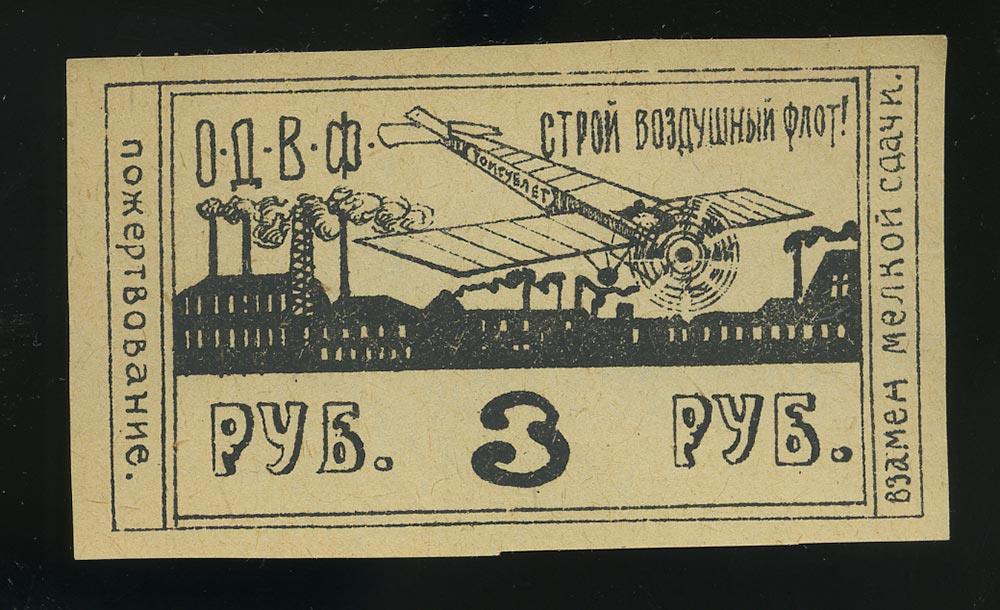 О·Д·В·Ф·
СТРОЙ ВОЗДУШНЫЙ ФЛОТ!
пожертвование.
взамен мелкой сдачи.
РУБ. 3 РУБ.